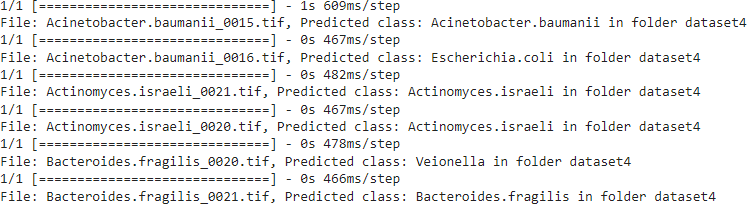 1/1 [==============================] - 1s 609ms/step
File: Acinetobacter.baumanii_0015.tif, Predicted class: Acinetobacter.baumanii in folder dataset4
1/1 [==============================] - 0s 467ms/step
File: Acinetobacter.baumanii_0016.tif, Predicted class: Escherichia.coli in folder dataset4
1/1 [==============================] - 0s 482ms/step
File: Actinomyces.israeli_0021.tif, Predicted class: Actinomyces.israeli in folder dataset4
1/1 [==============================] - 0s 467ms/step
File: Actinomyces.israeli_0020.tif, Predicted class: Actinomyces.israeli in folder dataset4
1/1 [==============================] - 0s 478ms/step
File: Bacteroides.fragilis_0020.tif, Predicted class: Veionella in folder dataset4
1/1 [==============================] - 0s 466ms/step
File: Bacteroides.fragilis_0021.tif, Predicted class: Bacteroides.fragilis in folder dataset4